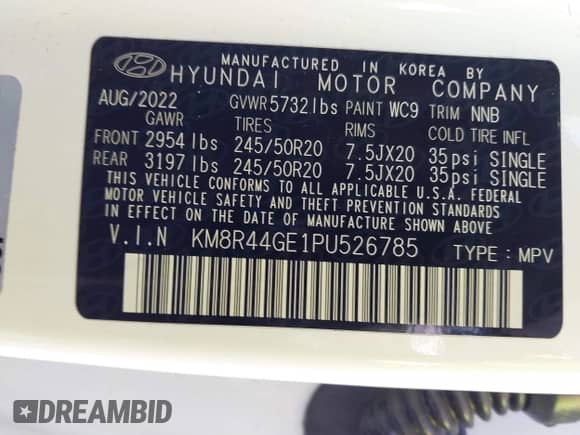 MANUFACTURED IN KOREA BY
HYUNDAI MOTOR COMPANY
AUG/2022 GVWR 5732 lbs PAINT WC9 TRIM NNB
GAWR TIRES RIMS COLD TIRE INFL
FRONT 2954 lbs 245/50R20 7.5JX20 35psi SINGLE
REAR 3197 lbs 245/50R20 7.5JX20 35psi SINGLE
THIS VEHICLE CONFORMS TO ALL APPLICABLE U.S.A. FEDERAL
MOTOR VEHICLE SAFETY AND THEFT PREVENTION STANDARDS
IN EFFECT ON THE DATE OF MANUFACTURE SHOWN ABOVE
V.I.N KM8R44GE1PU526785 TYPE : MPV
DREAMBID